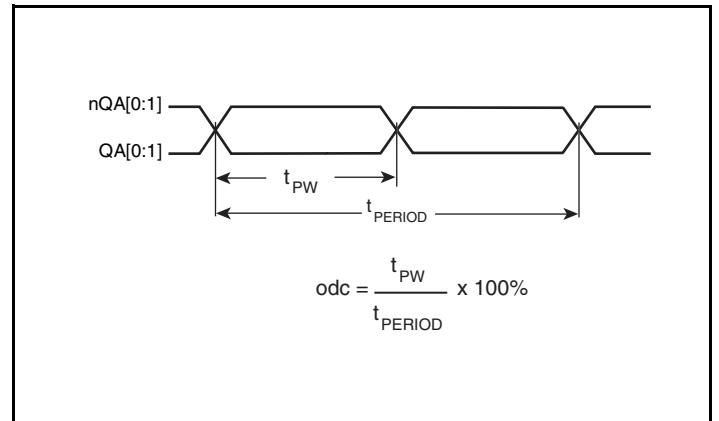 nQA[0:1]
QA[0:1]
tPW
tPERIOD
odc = tPW / tPERIOD x 100%